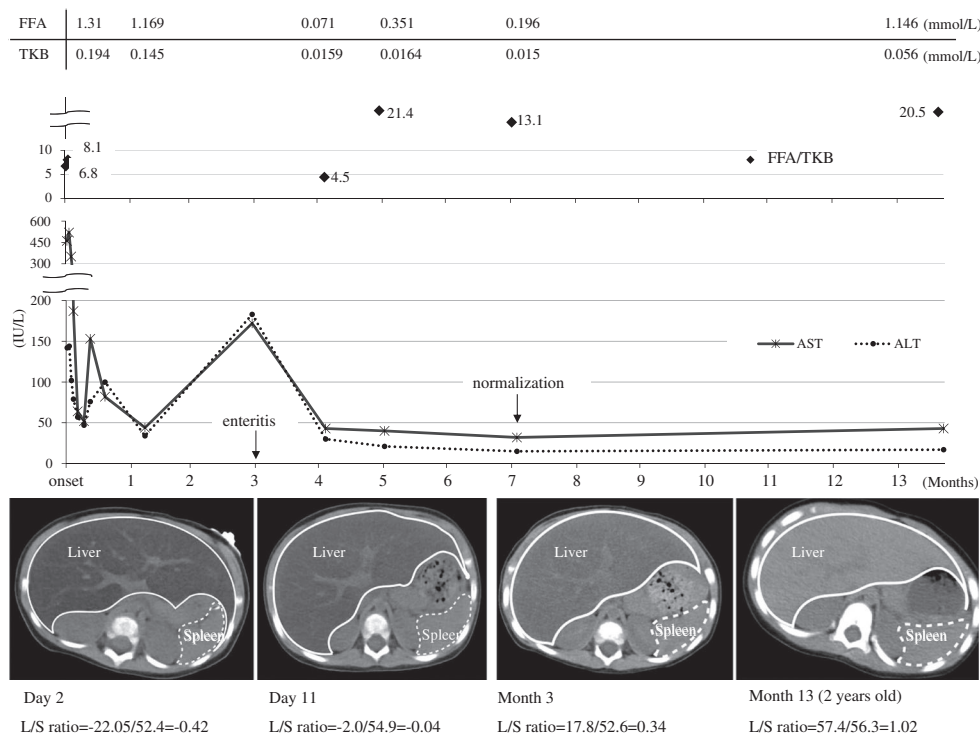 FFA 1.31 1.169 0.071 0.351 0.196 1.146 (mmol/L)
TKB 0.194 0.145 0.0159 0.0164 0.015 0.056 (mmol/L)
21.4
13.1
20.5
10
8.1
FFA/TKB
5
6.8
4.5
0
600
450
300
(IU/L)
200
150
AST ALT
100
normalization
50
enteritis
0
onset 1 2 3 4 5 6 7 8 9 10 11 12 13 (Months)
Liver Liver Liver Liver
Spleen Spleen Spleen Spleen
Day 2 Day 11 Month 3 Month 13 (2 years old)
L/S ratio=-22.05/52.4=-0.42 L/S ratio=-2.0/54.9=-0.04 L/S ratio=17.8/52.6=0.34 L/S ratio=57.4/56.3=1.02